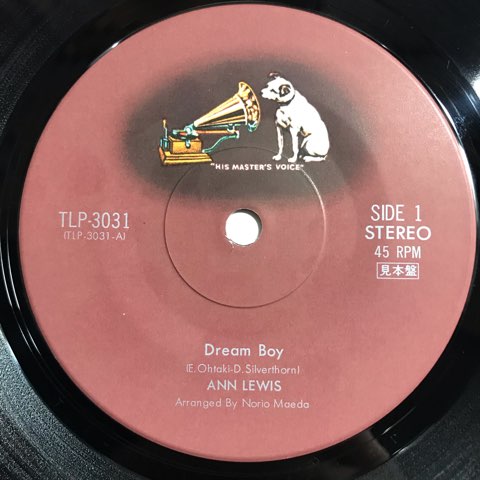 "HIS MASTER'S VOICE"
TLP-3031
(TLP-3031-A)
SIDE 1
STEREO
45 RPM
見本盤
Dream Boy
(E.Ohtaki-D.Silverthorn)
ANN LEWIS
Arranged By Norio Maeda